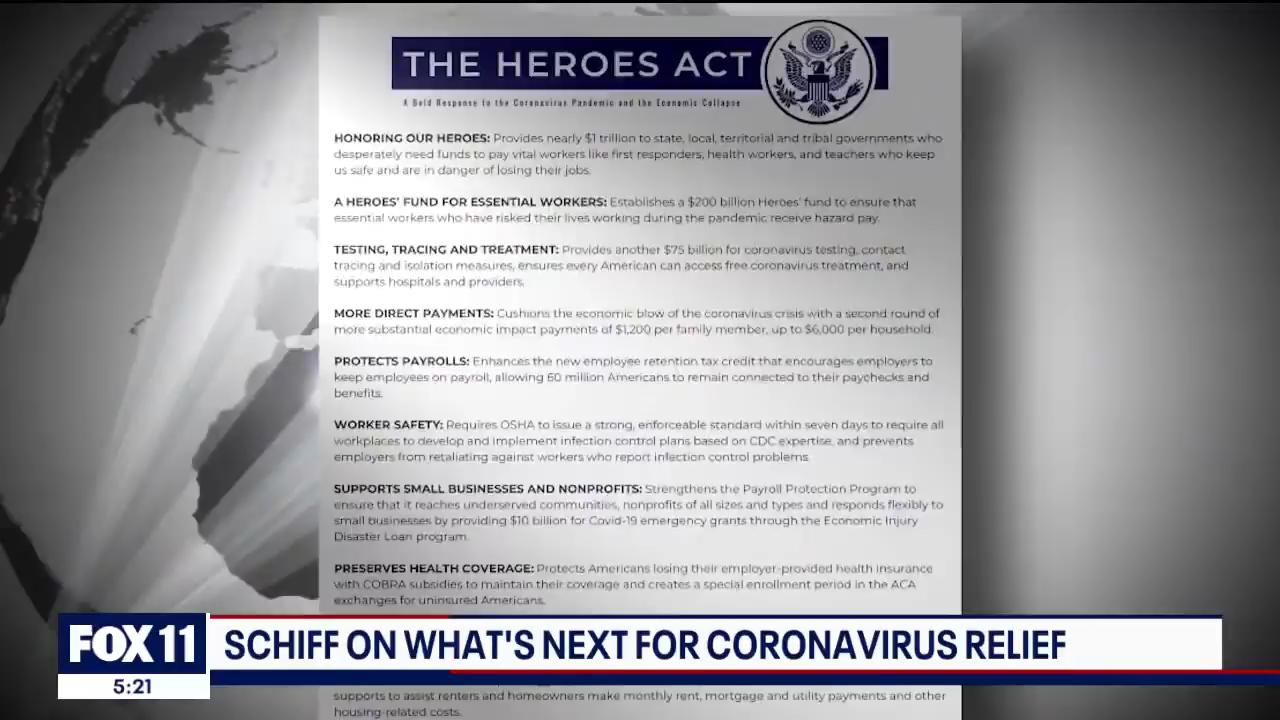 THE HEROES ACT
A Bold Response to the Coronavirus Pandemic and the Economic Collapse
HONORING OUR HEROES: Provides nearly $1 trillion to state, local, territorial and tribal governments who
desperately need funds to pay vital workers like first responders, health workers, and teachers who keep
us safe and are in danger of losing their jobs.
A HEROES' FUND FOR ESSENTIAL WORKERS: Establishes a $200 billion Heroes' fund to ensure that
essential workers who have risked their lives working during the pandemic receive hazard pay.
TESTING, TRACING AND TREATMENT: Provides another $75 billion for coronavirus testing, contact
tracing and isolation measures, ensures every American can access free coronavirus treatment, and
supports hospitals and providers.
MORE DIRECT PAYMENTS: Cushions the economic blow of the coronavirus crisis with a second round of
more substantial economic impact payments of $1,200 per family member, up to $6,000 per household.
PROTECTS PAYROLLS: Enhances the new employee retention tax credit that encourages employers to
keep employees on payroll, allowing 60 million Americans to remain connected to their paychecks and
benefits.
WORKER SAFETY: Requires OSHA to issue a strong, enforceable standard within seven days to require all
workplaces to develop and implement infection control plans based on CDC expertise, and prevents
employers from retaliating against workers who report infection control problems.
SUPPORTS SMALL BUSINESSES AND NONPROFITS: Strengthens the Payroll Protection Program to
ensure that it reaches underserved communities, nonprofits of all sizes and types and responds flexibly to
small businesses by providing $10 billion for Covid-19 emergency grants through the Economic Injury
Disaster Loan program.
PRESERVES HEALTH COVERAGE: Protects Americans losing their employer-provided health insurance
with COBRA subsidies to maintain their coverage and creates a special enrollment period in the ACA
exchanges for uninsured Americans.
FOX 11
SCHIFF ON WHAT'S NEXT FOR CORONAVIRUS RELIEF
5:21
supports to assist renters and homeowners make monthly rent, mortgage and utility payments and other
housing-related costs.